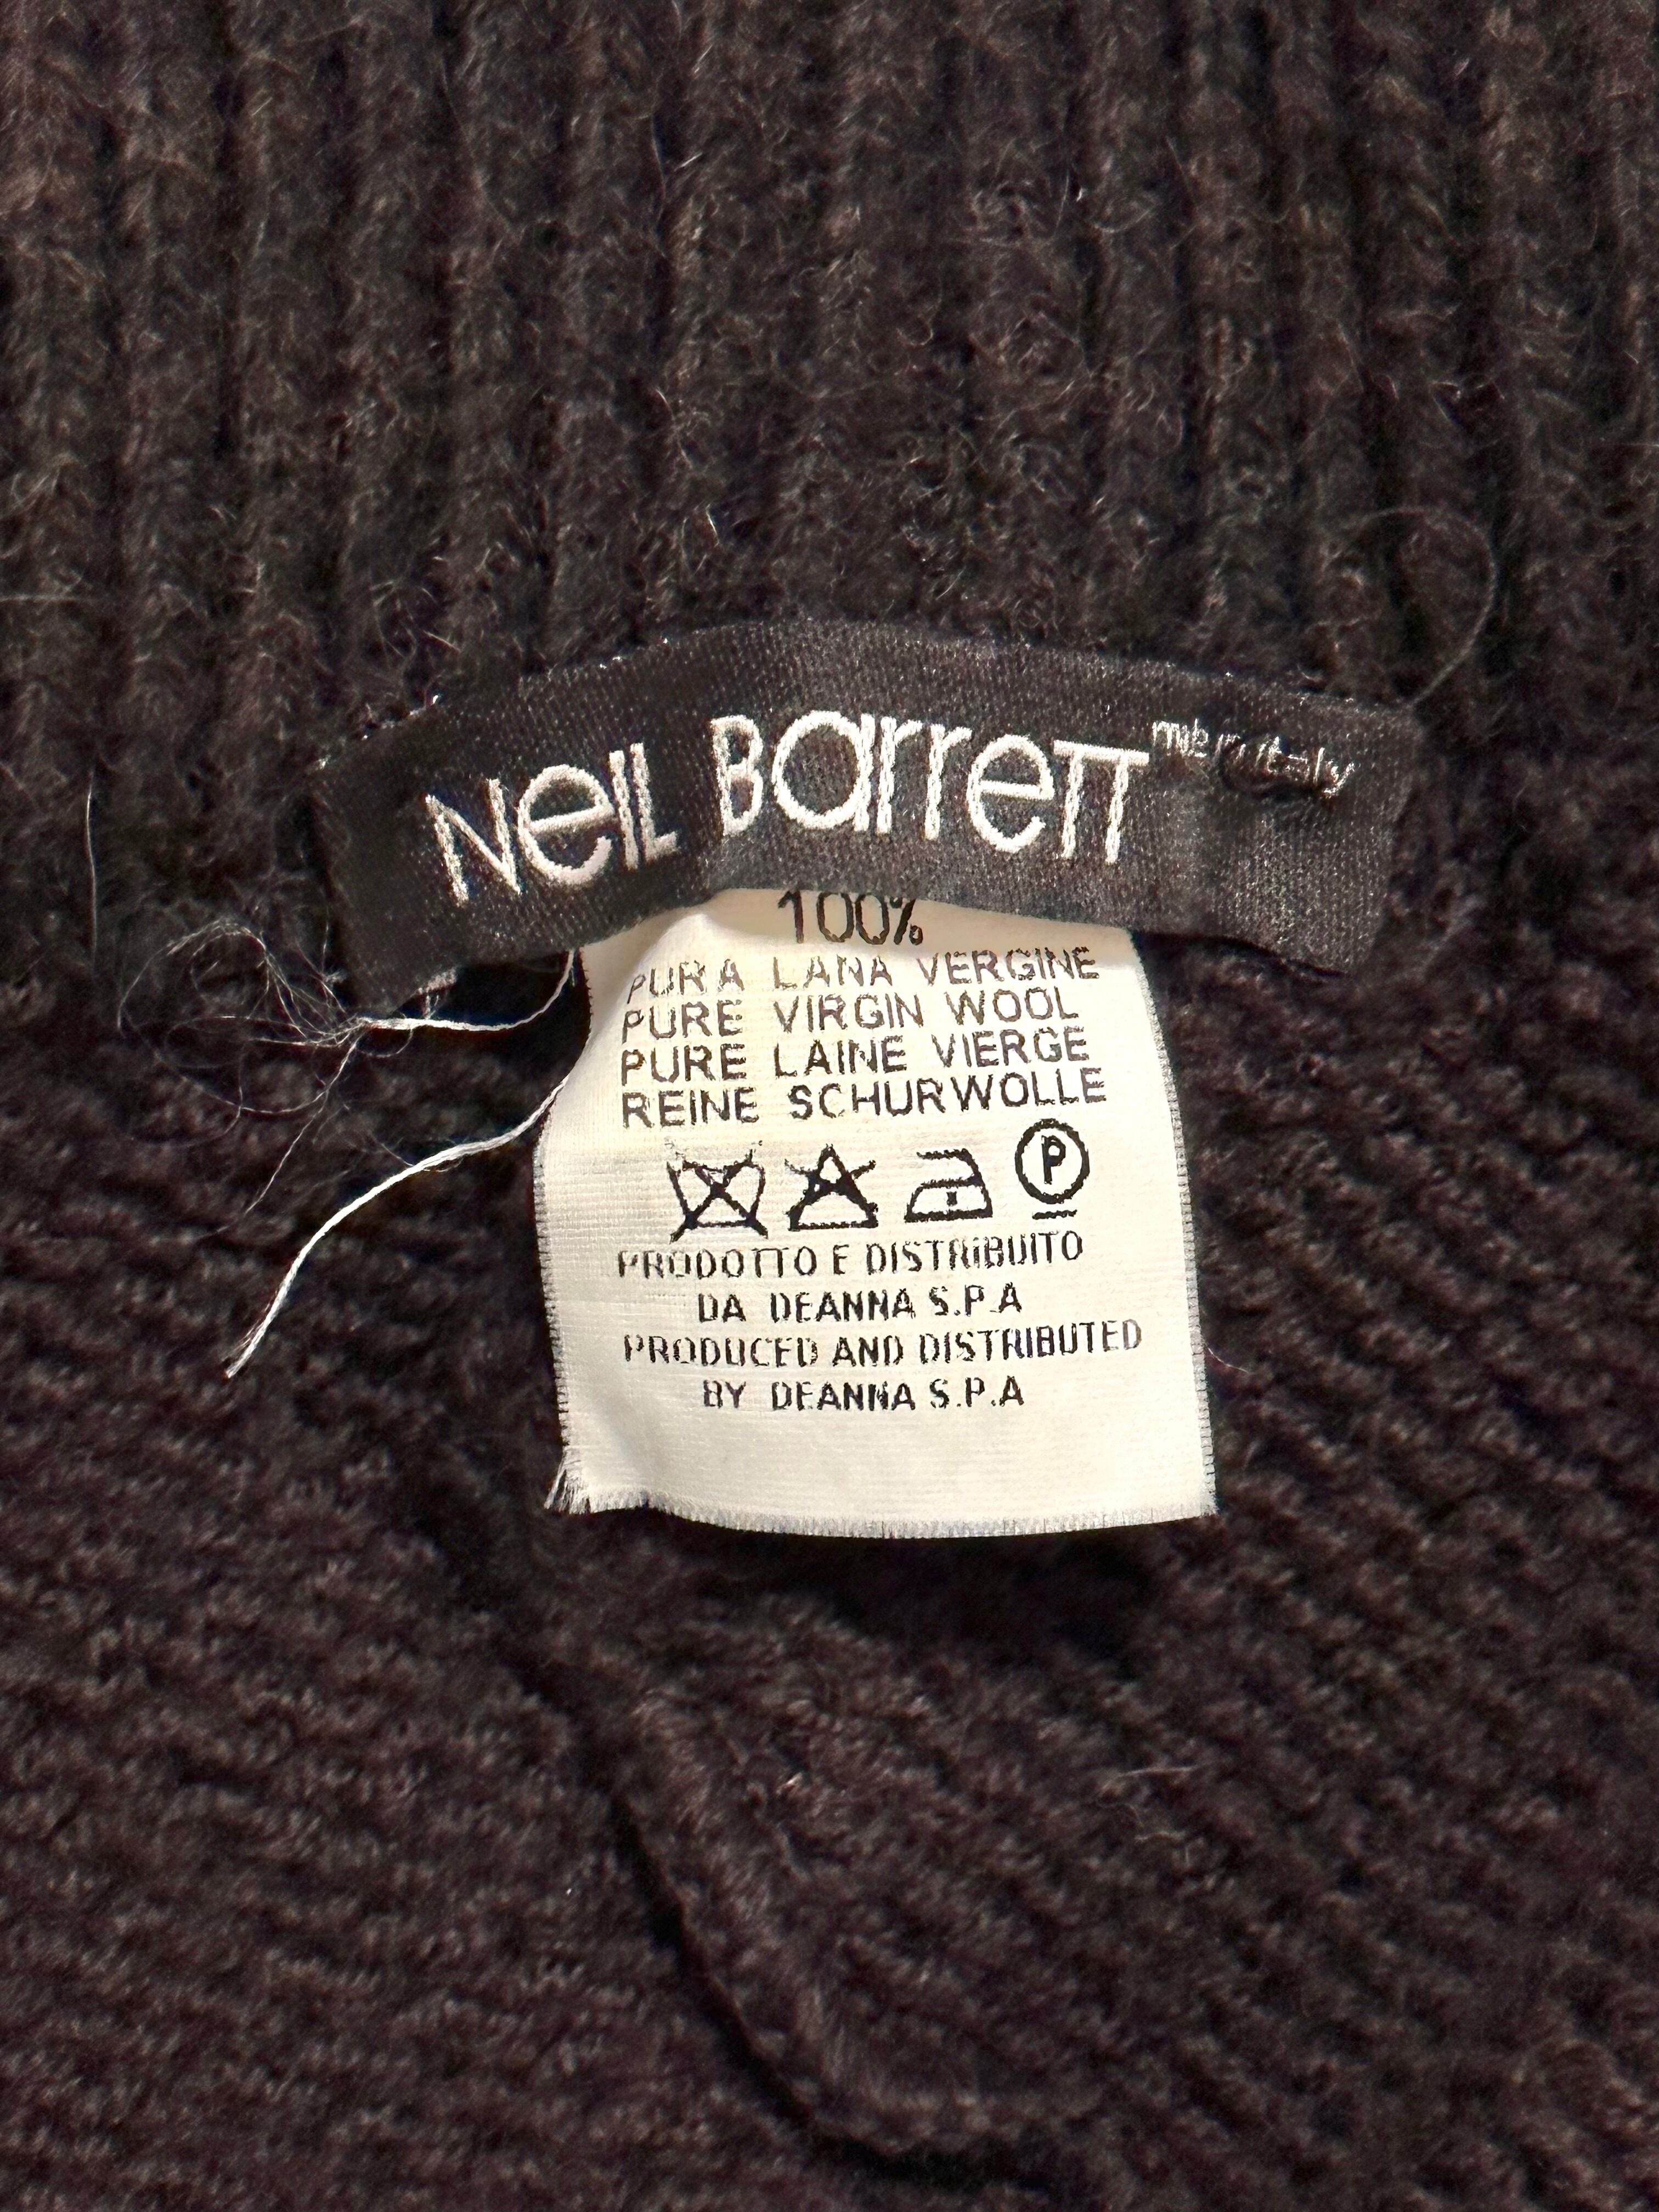 Neil Barrett
100%
PURA LANA VERGINE
PURE VIRGIN WOOL
PURE LAINE VIERGE
REINE SCHURWOLLE
P
PRODOTTO E DISTRIBUITO
DA DEANNA S.P.A
PRODUCED AND DISTRIBUTED
BY DEANNA S.P.A